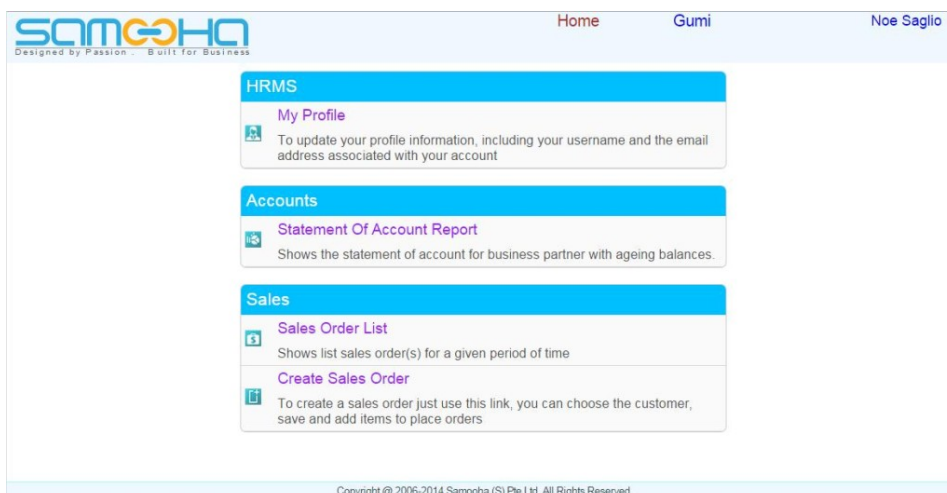 SAMOOHA
Designed by Passion . Built for Business
Home Gumi Noe Saglio
HRMS
My Profile
To update your profile information, including your username and the email
address associated with your account
Accounts
Statement Of Account Report
Shows the statement of account for business partner with ageing balances.
Sales
Sales Order List
Shows list sales order(s) for a given period of time
Create Sales Order
To create a sales order just use this link, you can choose the customer,
save and add items to place orders
Copyright @ 2006-2014 Samooha (S) Pte Ltd. All Rights Reserved